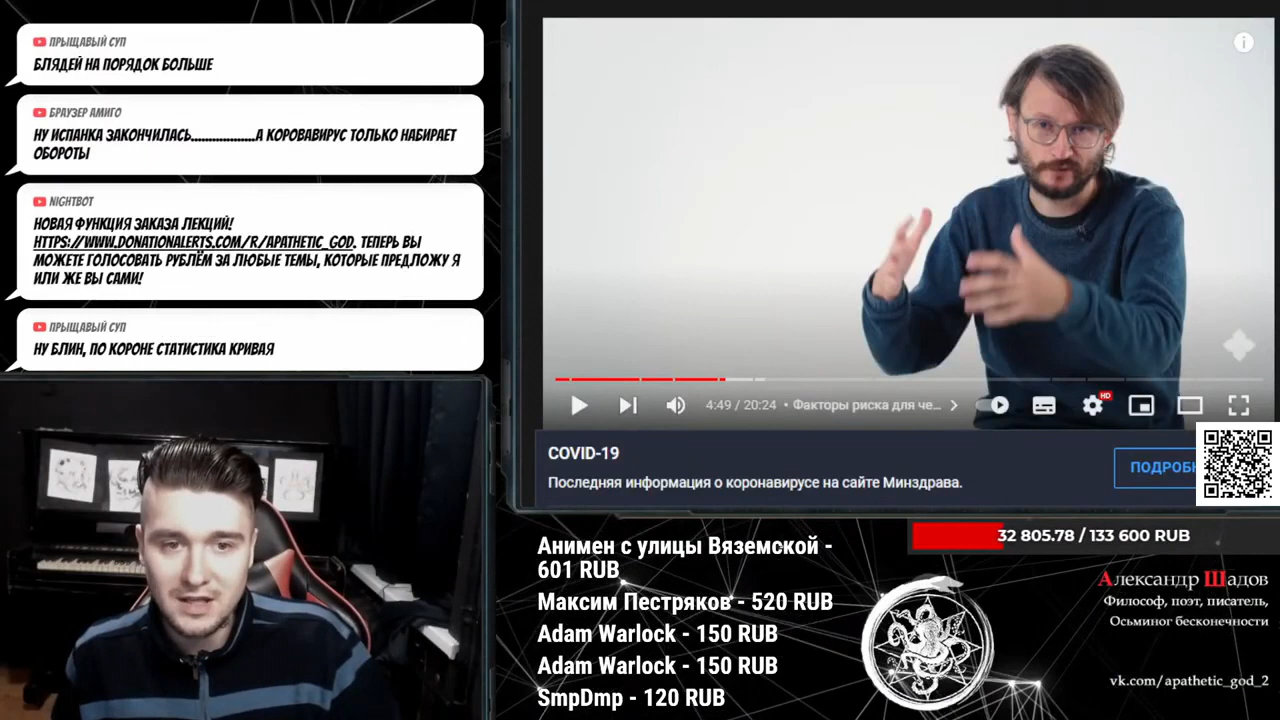 ПРЫЩАВЫЙ СУП
БЛЯДЕЙ НА ПОРЯДОК БОЛЬШЕ
БРАУЗЕР АМИГО
НУ ИСПАНКА ЗАКОНЧИЛАСЬ..................А КОРОВАВИРУС ТОЛЬКО НАБИРАЕТ
ОБОРОТЫ
NIGHTBOT
НОВАЯ ФУНКЦИЯ ЗАКАЗА ЛЕКЦИЙ!
HTTPS://WWW.DONATIONALERTS.COM/R/APATHETIC_GOD. ТЕПЕРЬ ВЫ
МОЖЕТЕ ГОЛОСОВАТЬ РУБЛЁМ ЗА ЛЮБЫЕ ТЕМЫ, КОТОРЫЕ ПРЕДЛОЖУ Я
ИЛИ ЖЕ ВЫ САМИ!
ПРЫЩАВЫЙ СУП
НУ БЛИН, ПО КОРОНЕ СТАТИСТИКА КРИВАЯ
4:49 / 20:24 • Факторы риска для че...
HD
COVID-19
Последняя информация о коронавирусе на сайте Минздрава.
ПОДРОБН
32 805.78 / 133 600 RUB
Анимен с улицы Вяземской -
601 RUB
Максим Пестряков - 520 RUB
Adam Warlock - 150 RUB
Adam Warlock - 150 RUB
SmpDmp - 120 RUB
Александр Шадов
Философ, поэт, писатель,
Осьминог бесконечности
vk.com/apathetic_god_2